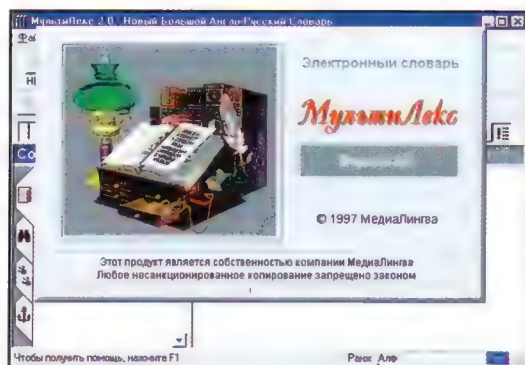 МультиЛекс 2.0 - Новый Большой Англо-Русский Словарь
Электронный словарь
МультиЛекс
© 1997 МедиаЛингва
Этот продукт является собственностью компании МедиаЛингва
Любое несанкционированное копирование запрещено законом
Чтобы получить помощь, нажмите F1